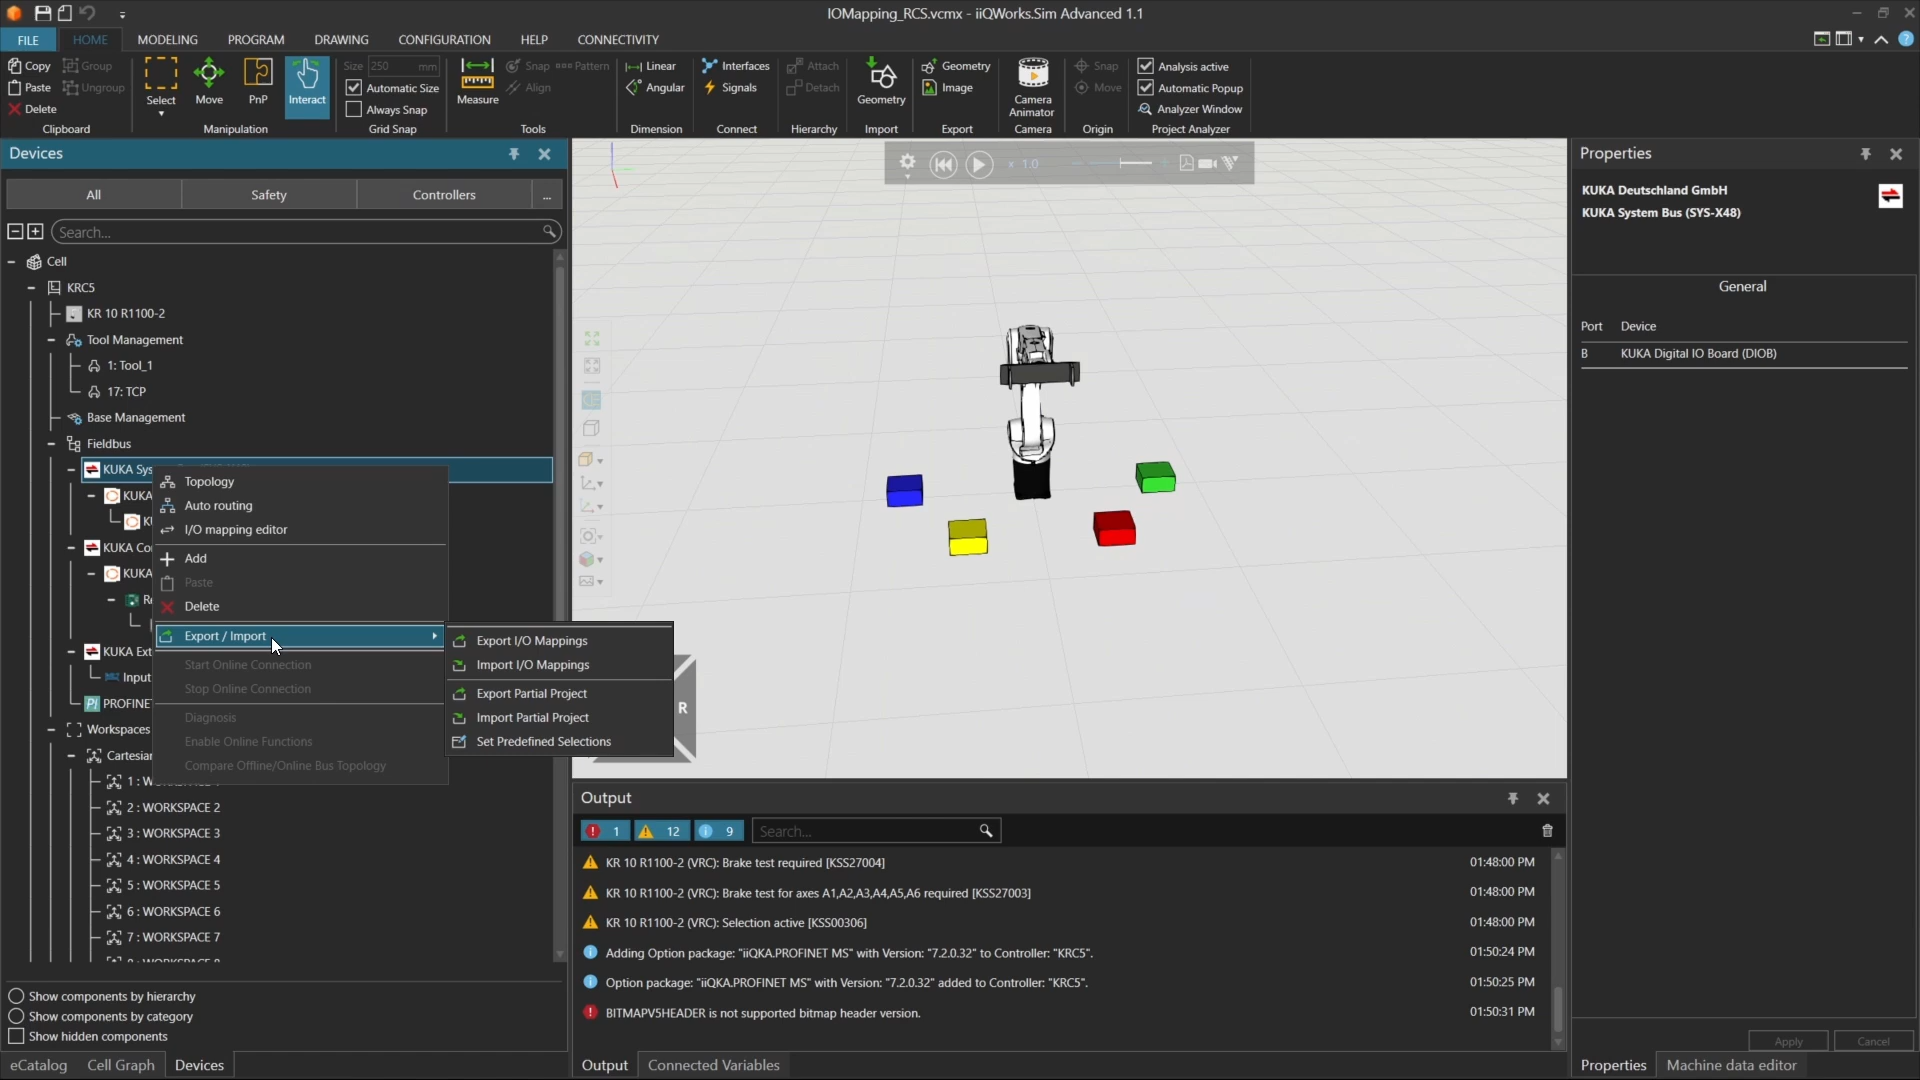 IOMapping_RCS.vcmx - iiQWorks.Sim Advanced 1.1
FILE HOME MODELING PROGRAM DRAWING CONFIGURATION HELP CONNECTIVITY
Copy Group Size 250 mm Snap Pattern Linear Interfaces Attach Geometry Snap Analysis active
Paste Ungroup Automatic Size Align Angular Signals Detach Image Move Automatic Popup
Delete Select Move PnP Interact Always Snap Measure Geometry Camera Animator Analyzer Window
Clipboard Manipulation Grid Snap Tools Dimension Connect Hierarchy Import Export Camera Origin Project Analyzer
Devices
All Safety Controllers ...
Search...
Cell
KRC5
KR 10 R1100-2
Tool Management
1: Tool_1
17: TCP
Base Management
Fieldbus
KUKA Sys
KUKA
KUKA Co
KUKA
KUKA Ext
Input
PROFINE
Workspaces
Cartesian
2 : WORKSPACE 2
3 : WORKSPACE 3
4 : WORKSPACE 4
5 : WORKSPACE 5
6 : WORKSPACE 6
7 : WORKSPACE 7
Topology
Auto routing
I/O mapping editor
Add
Paste
Delete
Export / Import
Start Online Connection
Stop Online Connection
Diagnosis
Enable Online Functions
Compare Offline/Online Bus Topology
Export I/O Mappings
Import I/O Mappings
Export Partial Project
Import Partial Project
Set Predefined Selections
Show components by hierarchy
Show components by category
Show hidden components
eCatalog Cell Graph Devices
x 1.0
R
Output
1 12 9 Search...
KR 10 R1100-2 (VRC): Brake test required [KSS27004] 01:48:00 PM
KR 10 R1100-2 (VRC): Brake test for axes A1,A2,A3,A4,A5,A6 required [KSS27003] 01:48:00 PM
KR 10 R1100-2 (VRC): Selection active [KSS00306] 01:48:00 PM
Adding Option package: "iiQKA.PROFINET MS" with Version: "7.2.0.32" to Controller: "KRC5". 01:50:24 PM
Option package: "iiQKA.PROFINET MS" with Version: "7.2.0.32" added to Controller: "KRC5". 01:50:25 PM
BITMAPV5HEADER is not supported bitmap header version. 01:50:31 PM
Output Connected Variables
Properties
KUKA Deutschland GmbH
KUKA System Bus (SYS-X48)
General
Port Device
B KUKA Digital IO Board (DIOB)
Apply Cancel
Properties Machine data editor